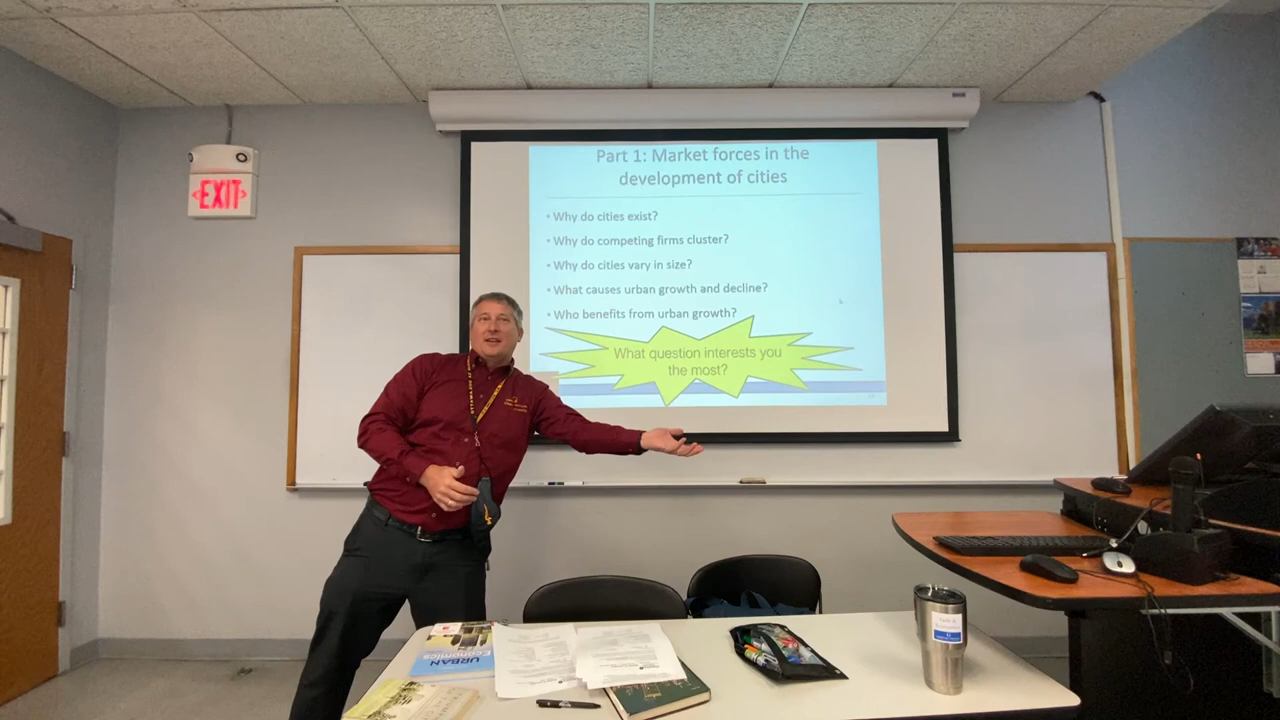 EXIT
Part 1: Market forces in the
development of cities
• Why do cities exist?
• Why do competing firms cluster?
• Why do cities vary in size?
• What causes urban growth and decline?
• Who benefits from urban growth?
What question interests you
the most?
URBAN
Economics